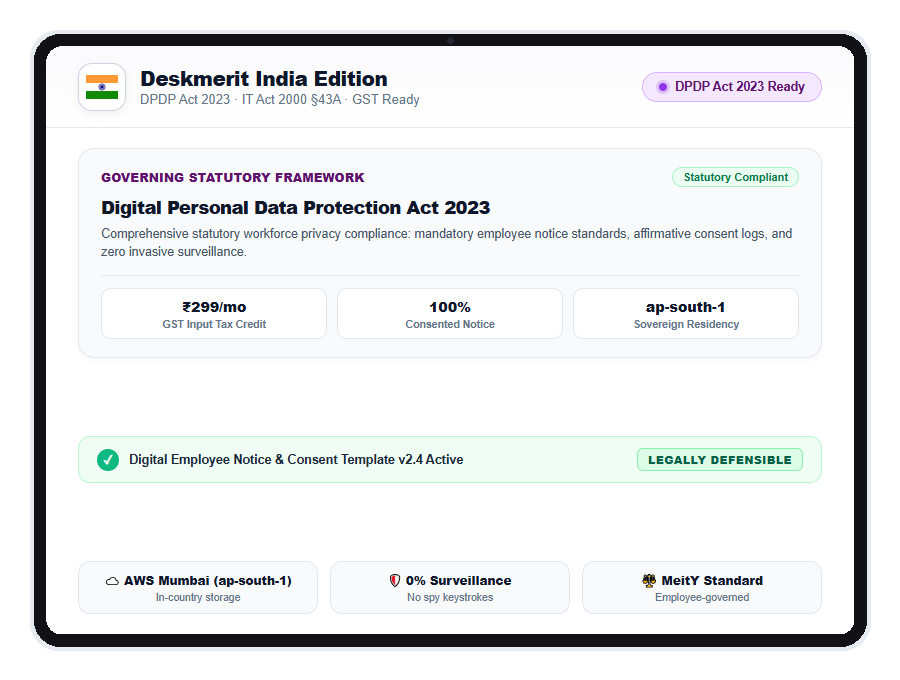 Deskmerit India Edition
DPDP Act 2023 · IT Act 2000 §43A · GST Ready
DPDP Act 2023 Ready
GOVERNING STATUTORY FRAMEWORK
Statutory Compliant
Digital Personal Data Protection Act 2023
Comprehensive statutory workforce privacy compliance: mandatory employee notice standards, affirmative consent logs, and
zero invasive surveillance.
₹299/mo
GST Input Tax Credit
100%
Consented Notice
ap-south-1
Sovereign Residency
Digital Employee Notice & Consent Template v2.4 Active
LEGALLY DEFENSIBLE
AWS Mumbai (ap-south-1)
In-country storage
0% Surveillance
No spy keystrokes
MeitY Standard
Employee-governed